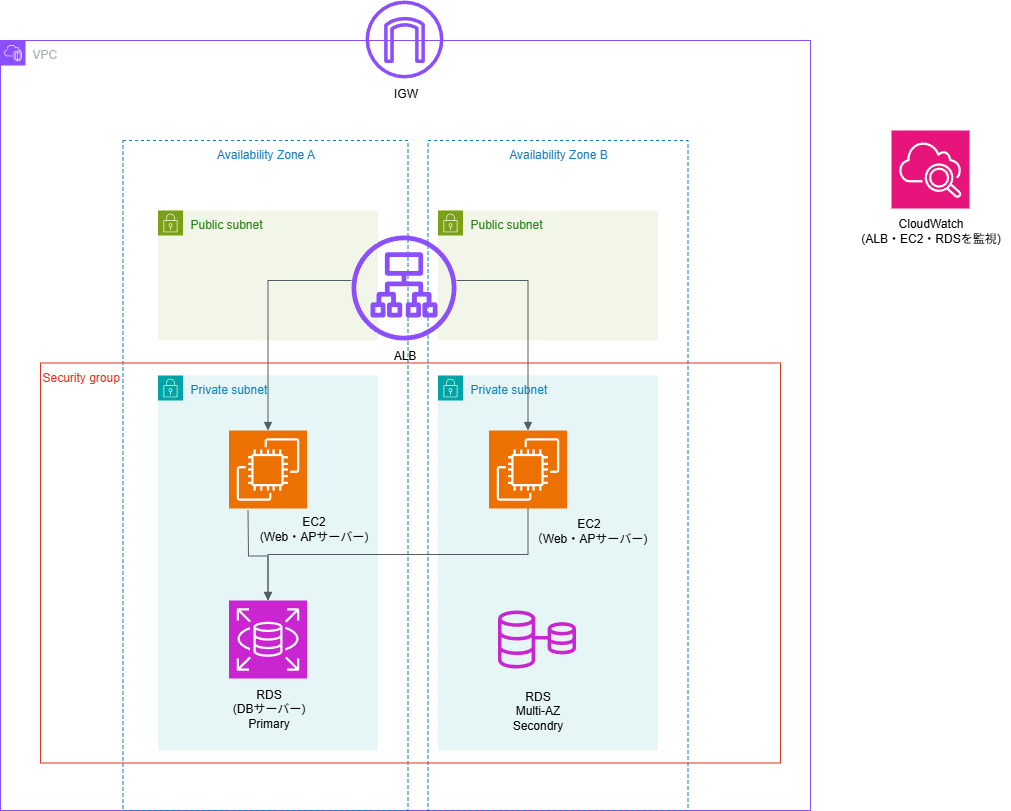 VPC
IGW
Availability Zone A
Availability Zone B
CloudWatch
(ALB・EC2・RDSを監視)
Public subnet
Public subnet
ALB
Security group
Private subnet
Private subnet
EC2
(Web・APサーバー)
EC2
(Web・APサーバー)
RDS
(DBサーバー)
Primary
RDS
Multi-AZ
Secondry